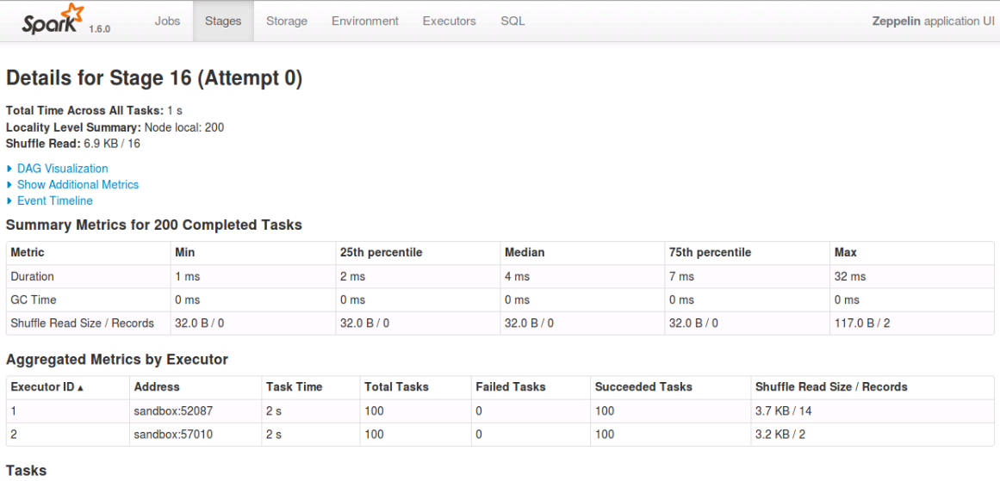 Spark 1.6.0 Jobs Stages Storage Environment Executors SQL Zeppelin application UI
Details for Stage 16 (Attempt 0)
Total Time Across All Tasks: 1 s
Locality Level Summary: Node local: 200
Shuffle Read: 6.9 KB / 16
DAG Visualization
Show Additional Metrics
Event Timeline
Summary Metrics for 200 Completed Tasks
Metric Min 25th percentile Median 75th percentile Max
Duration 1 ms 2 ms 4 ms 7 ms 32 ms
GC Time 0 ms 0 ms 0 ms 0 ms 0 ms
Shuffle Read Size / Records 32.0 B / 0 32.0 B / 0 32.0 B / 0 32.0 B / 0 117.0 B / 2
Aggregated Metrics by Executor
Executor ID ▴ Address Task Time Total Tasks Failed Tasks Succeeded Tasks Shuffle Read Size / Records
1 sandbox:52087 2 s 100 0 100 3.7 KB / 14
2 sandbox:57010 2 s 100 0 100 3.2 KB / 2
Tasks